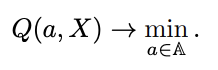 Q(a, X) → min_{a∈𝔸} .